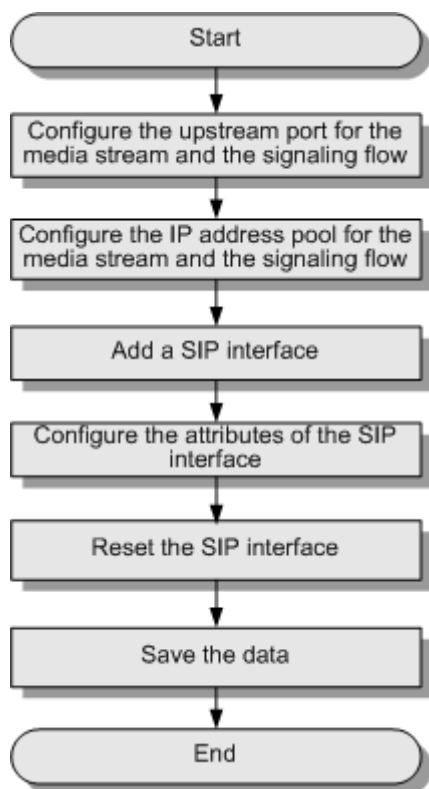 Start
Configure the upstream port for the
media stream and the signaling flow
Configure the IP address pool for the
media stream and the signaling flow
Add a SIP interface
Configure the attributes of the SIP
interface
Reset the SIP interface
Save the data
End